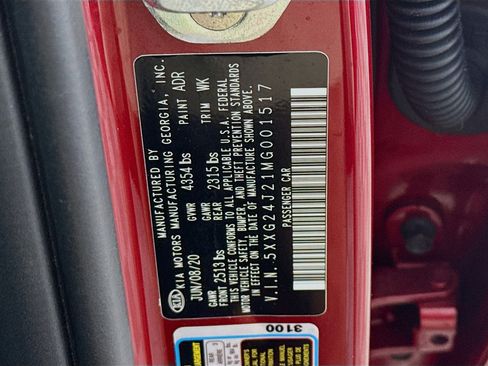 MANUFACTURED BY
KIA KIA MOTORS MANUFACTURING GEORGIA, INC.
JUN/08/20 GVWR 4354 lbs PAINT ADR
GAWR FRONT 2513 lbs GAWR REAR 2315 lbs TRIM WK
THIS VEHICLE CONFORMS TO ALL APPLICABLE U.S.A. FEDERAL
MOTOR VEHICLE SAFETY, BUMPER, AND THEFT PREVENTION STANDARDS
IN EFFECT ON THE DATE OF MANUFACTURE SHOWN ABOVE.
V.I.N. 5XXG24J21MG001517
PASSENGER CAR
3100